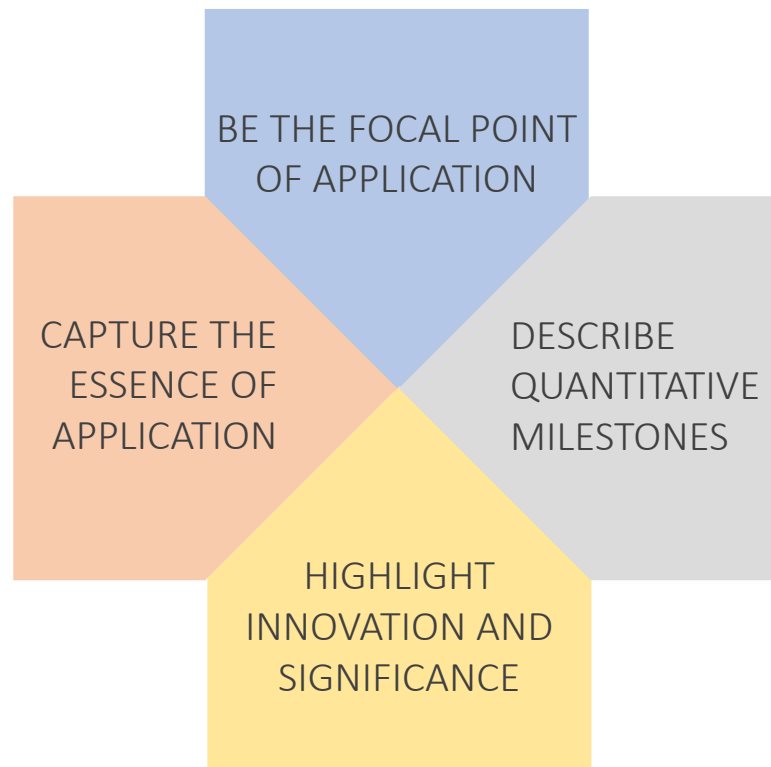 BE THE FOCAL POINT
OF APPLICATION
CAPTURE THE
ESSENCE OF
APPLICATION
DESCRIBE
QUANTITATIVE
MILESTONES
HIGHLIGHT
INNOVATION AND
SIGNIFICANCE